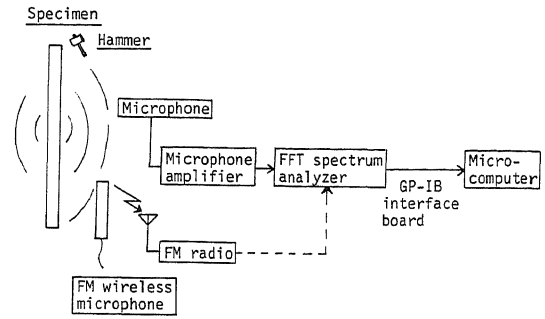 Specimen
Hammer
Microphone
Microphone
amplifier
FFT spectrum
analyzer
GP-IB
interface
board
Micro-
computer
FM radio
FM wireless
microphone